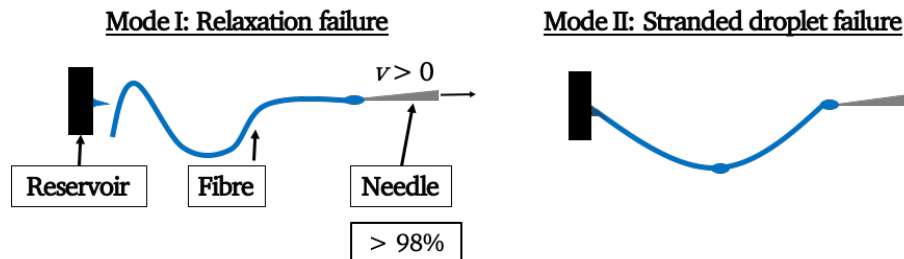 Mode I: Relaxation failure
Mode II: Stranded droplet failure
v > 0
Reservoir
Fibre
Needle
> 98%